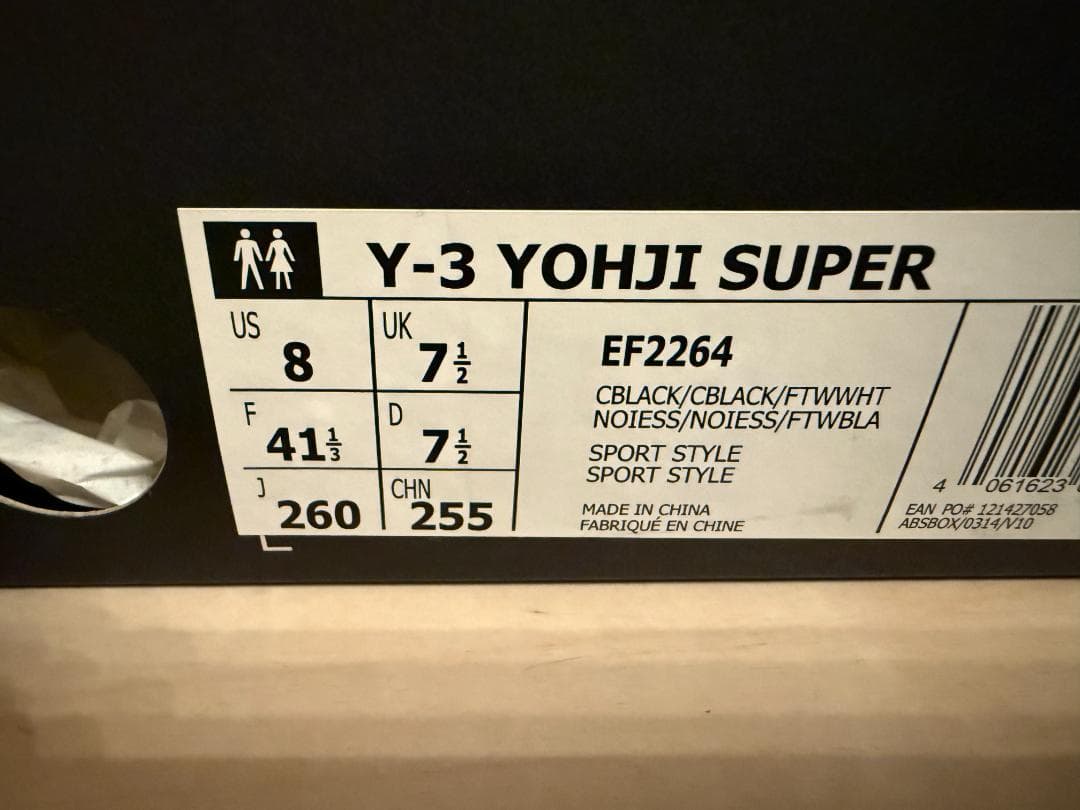 Y-3 YOHJI SUPER
US 8
UK 7½
F 41⅓
D 7½
J 260
CHN 255
EF2264
CBLACK/CBLACK/FTWWHT
NOIESS/NOIESS/FTWBLA
SPORT STYLE
SPORT STYLE
MADE IN CHINA
FABRIQUÉ EN CHINE
4 061623
EAN PO# 121427058
ABSBOX/0314/V10